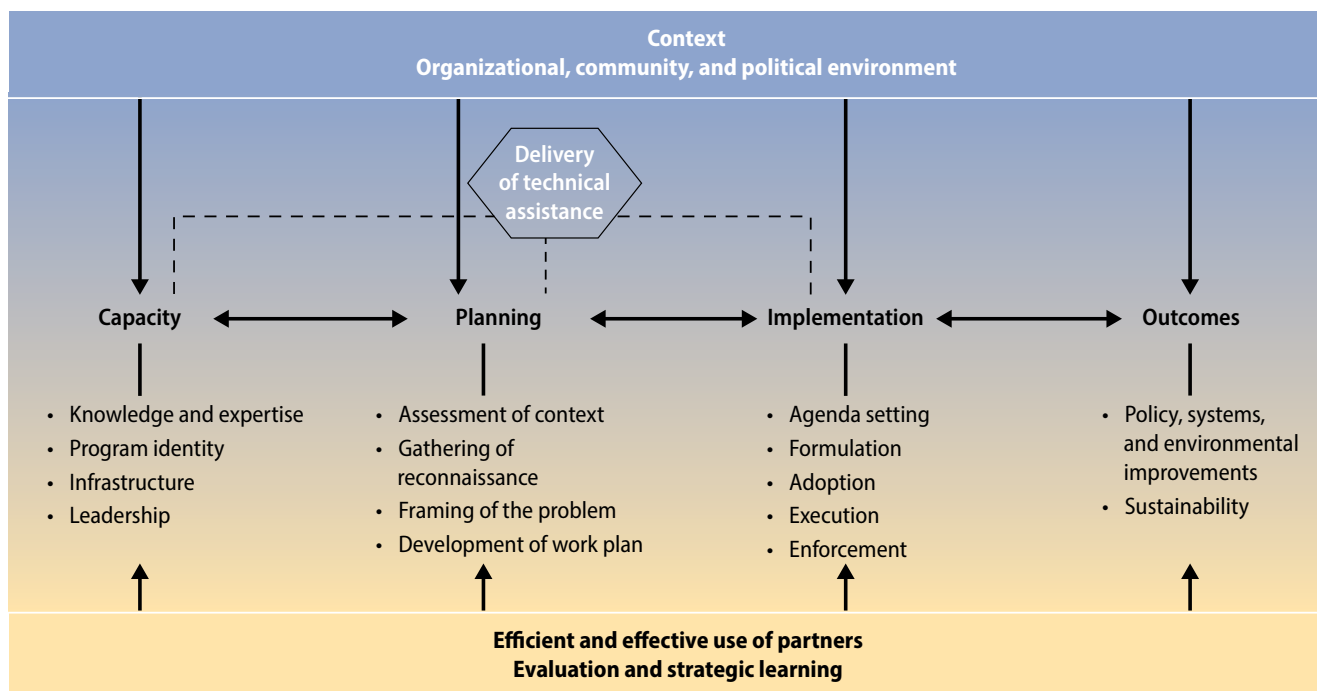 Context
Organizational, community, and political environment
Delivery
of technical
assistance
Capacity
Planning
Implementation
Outcomes
• Knowledge and expertise
• Program identity
• Infrastructure
• Leadership
• Assessment of context
• Gathering of
reconnaissance
• Framing of the problem
• Development of work plan
• Agenda setting
• Formulation
• Adoption
• Execution
• Enforcement
• Policy, systems,
and environmental
improvements
• Sustainability
Efficient and effective use of partners
Evaluation and strategic learning